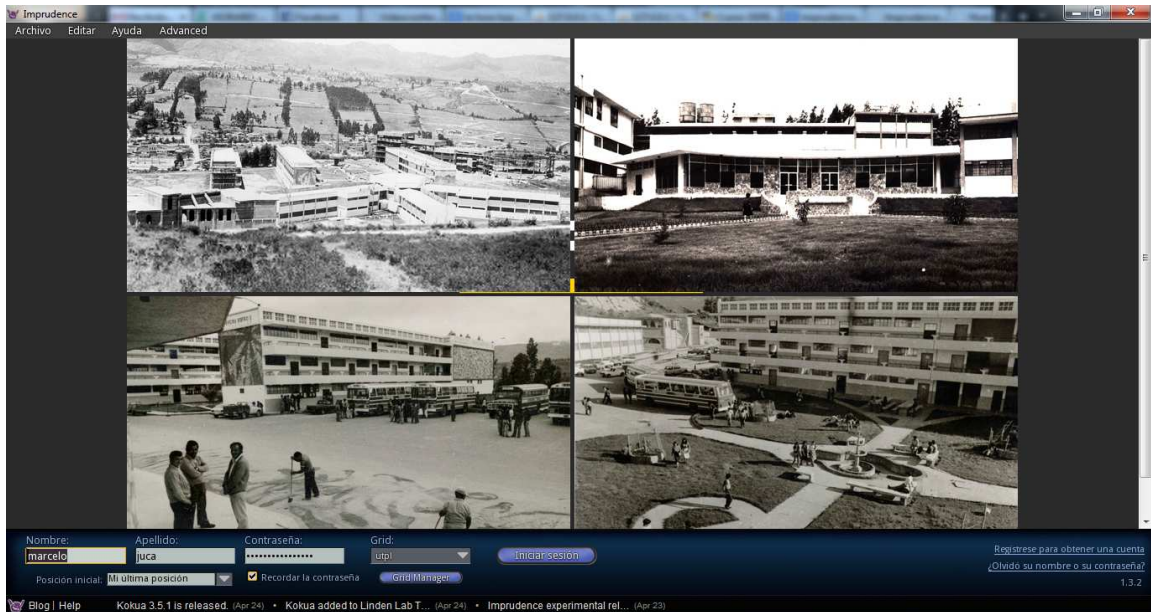 Imprudence
Archivo Editar Ayuda Advanced
Nombre: Apellido: Contraseña: Grid:
marcelo juca •••••••••••••••• utpl Iniciar sesión
Regístrese para obtener una cuenta
Posición inicial: Mi última posición Recordar la contraseña Grid Manager
¿Olvidó su nombre o su contraseña?
1.3.2
Blog | Help Kokua 3.5.1 is released. (Apr 24) • Kokua added to Linden Lab T... (Apr 24) • Imprudence experimental rel... (Apr 23)